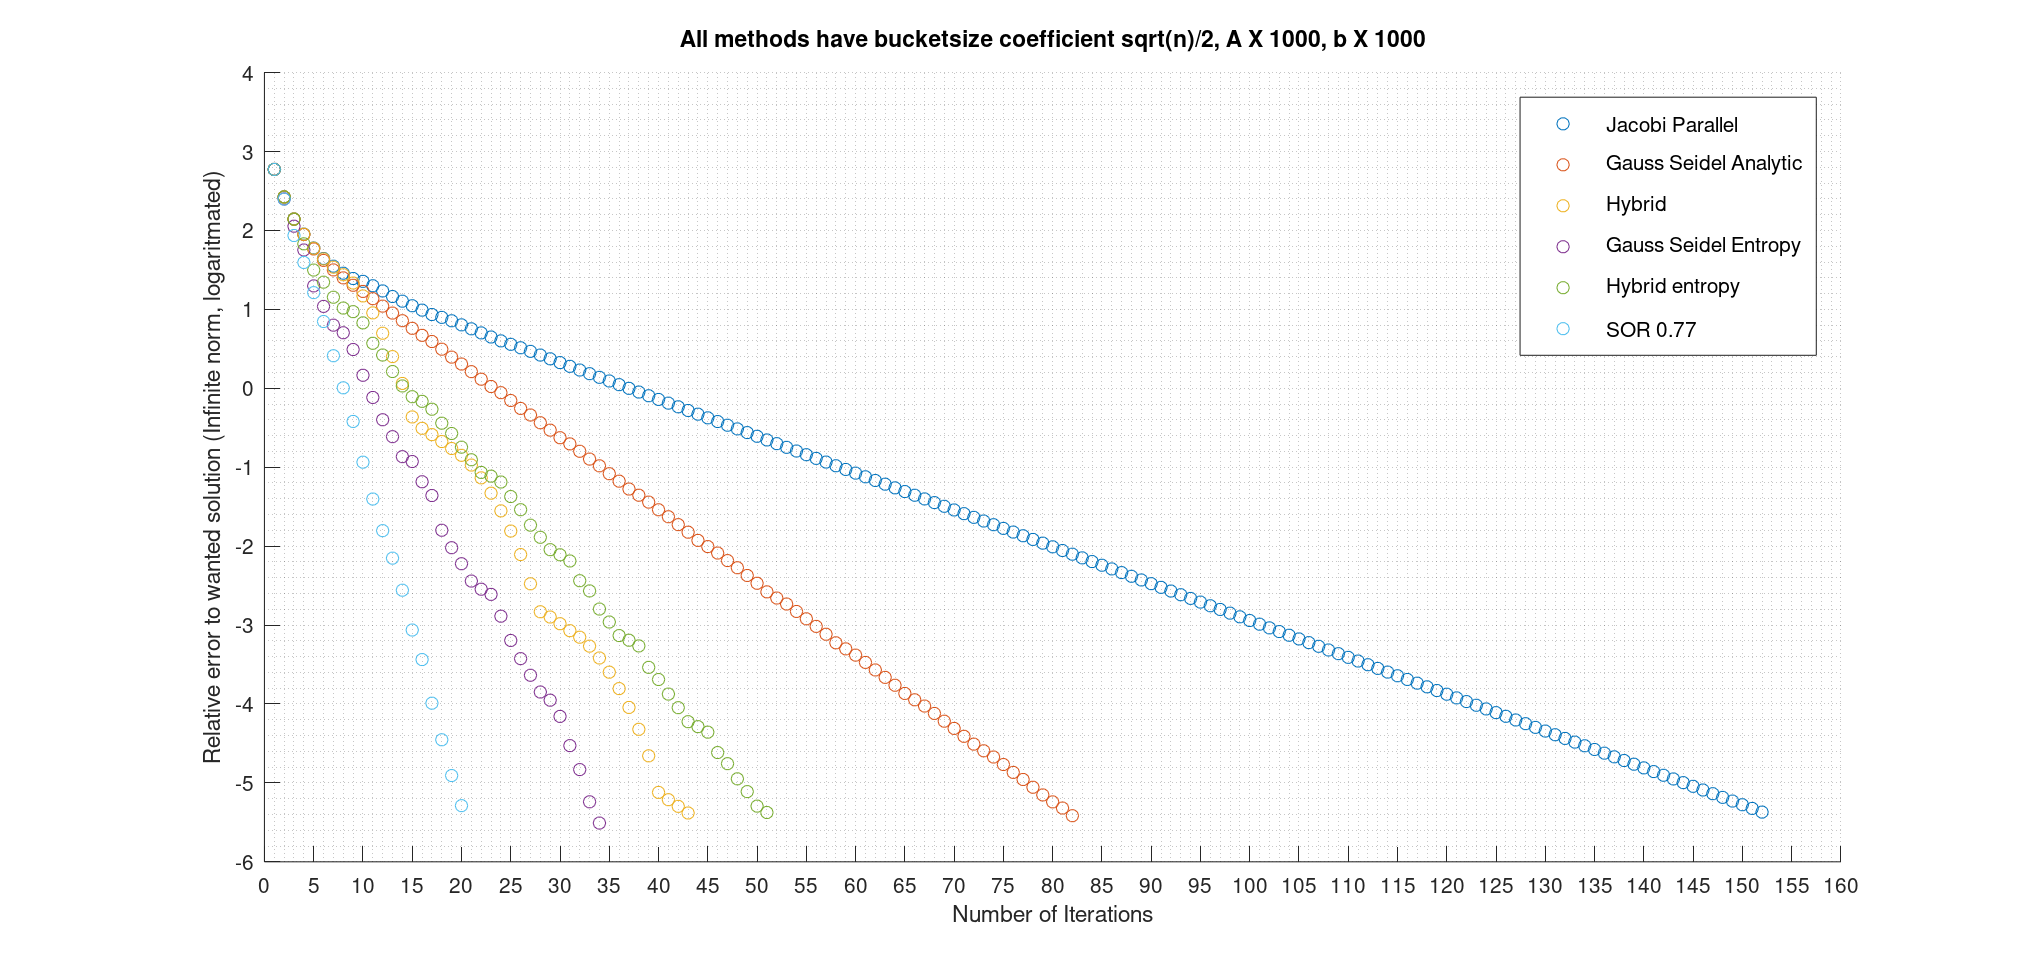 All methods have bucketsize coefficient sqrt(n)/2, A X 1000, b X 1000
Relative error to wanted solution (Infinite norm, logaritmated)
4
3
2
1
0
-1
-2
-3
-4
-5
-6
Jacobi Parallel
Gauss Seidel Analytic
Hybrid
Gauss Seidel Entropy
Hybrid entropy
SOR 0.77
0 5 10 15 20 25 30 35 40 45 50 55 60 65 70 75 80 85 90 95 100 105 110 115 120 125 130 135 140 145 150 155 160
Number of Iterations